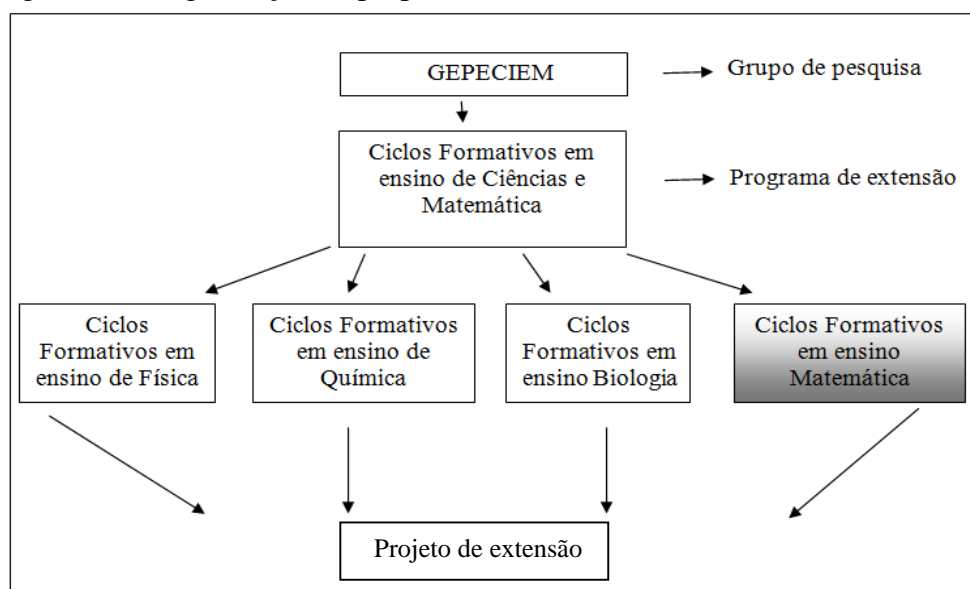 GEPECIEM
Grupo de pesquisa
Ciclos Formativos em
ensino de Ciências e
Matemática
Programa de extensão
Ciclos
Formativos em
ensino de Física
Ciclos Formativos
em ensino de
Química
Ciclos
Formativos em
ensino Biologia
Ciclos Formativos
em ensino
Matemática
Projeto de extensão